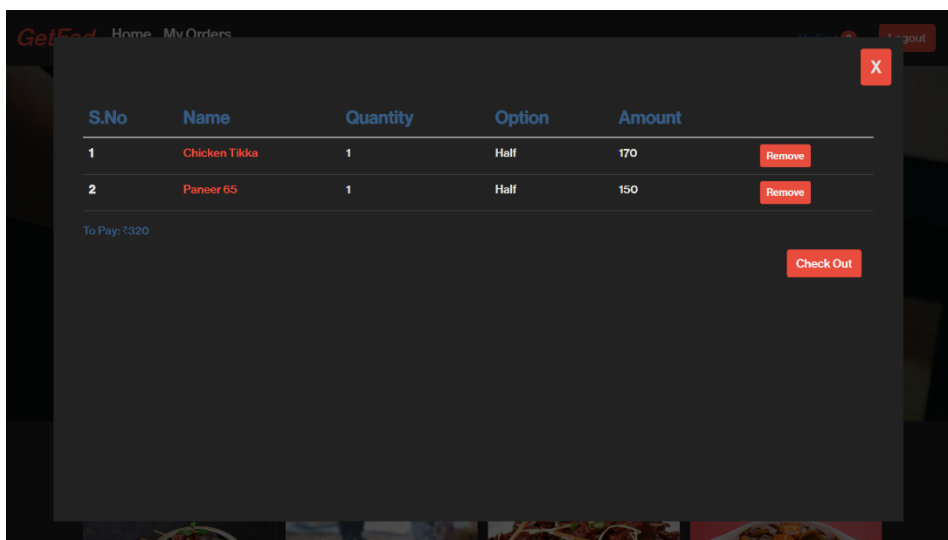 GetFed Home My Orders Logout
X
S.No Name Quantity Option Amount
1 Chicken Tikka 1 Half 170 Remove
2 Paneer 65 1 Half 150 Remove
To Pay: ₹320
Check Out